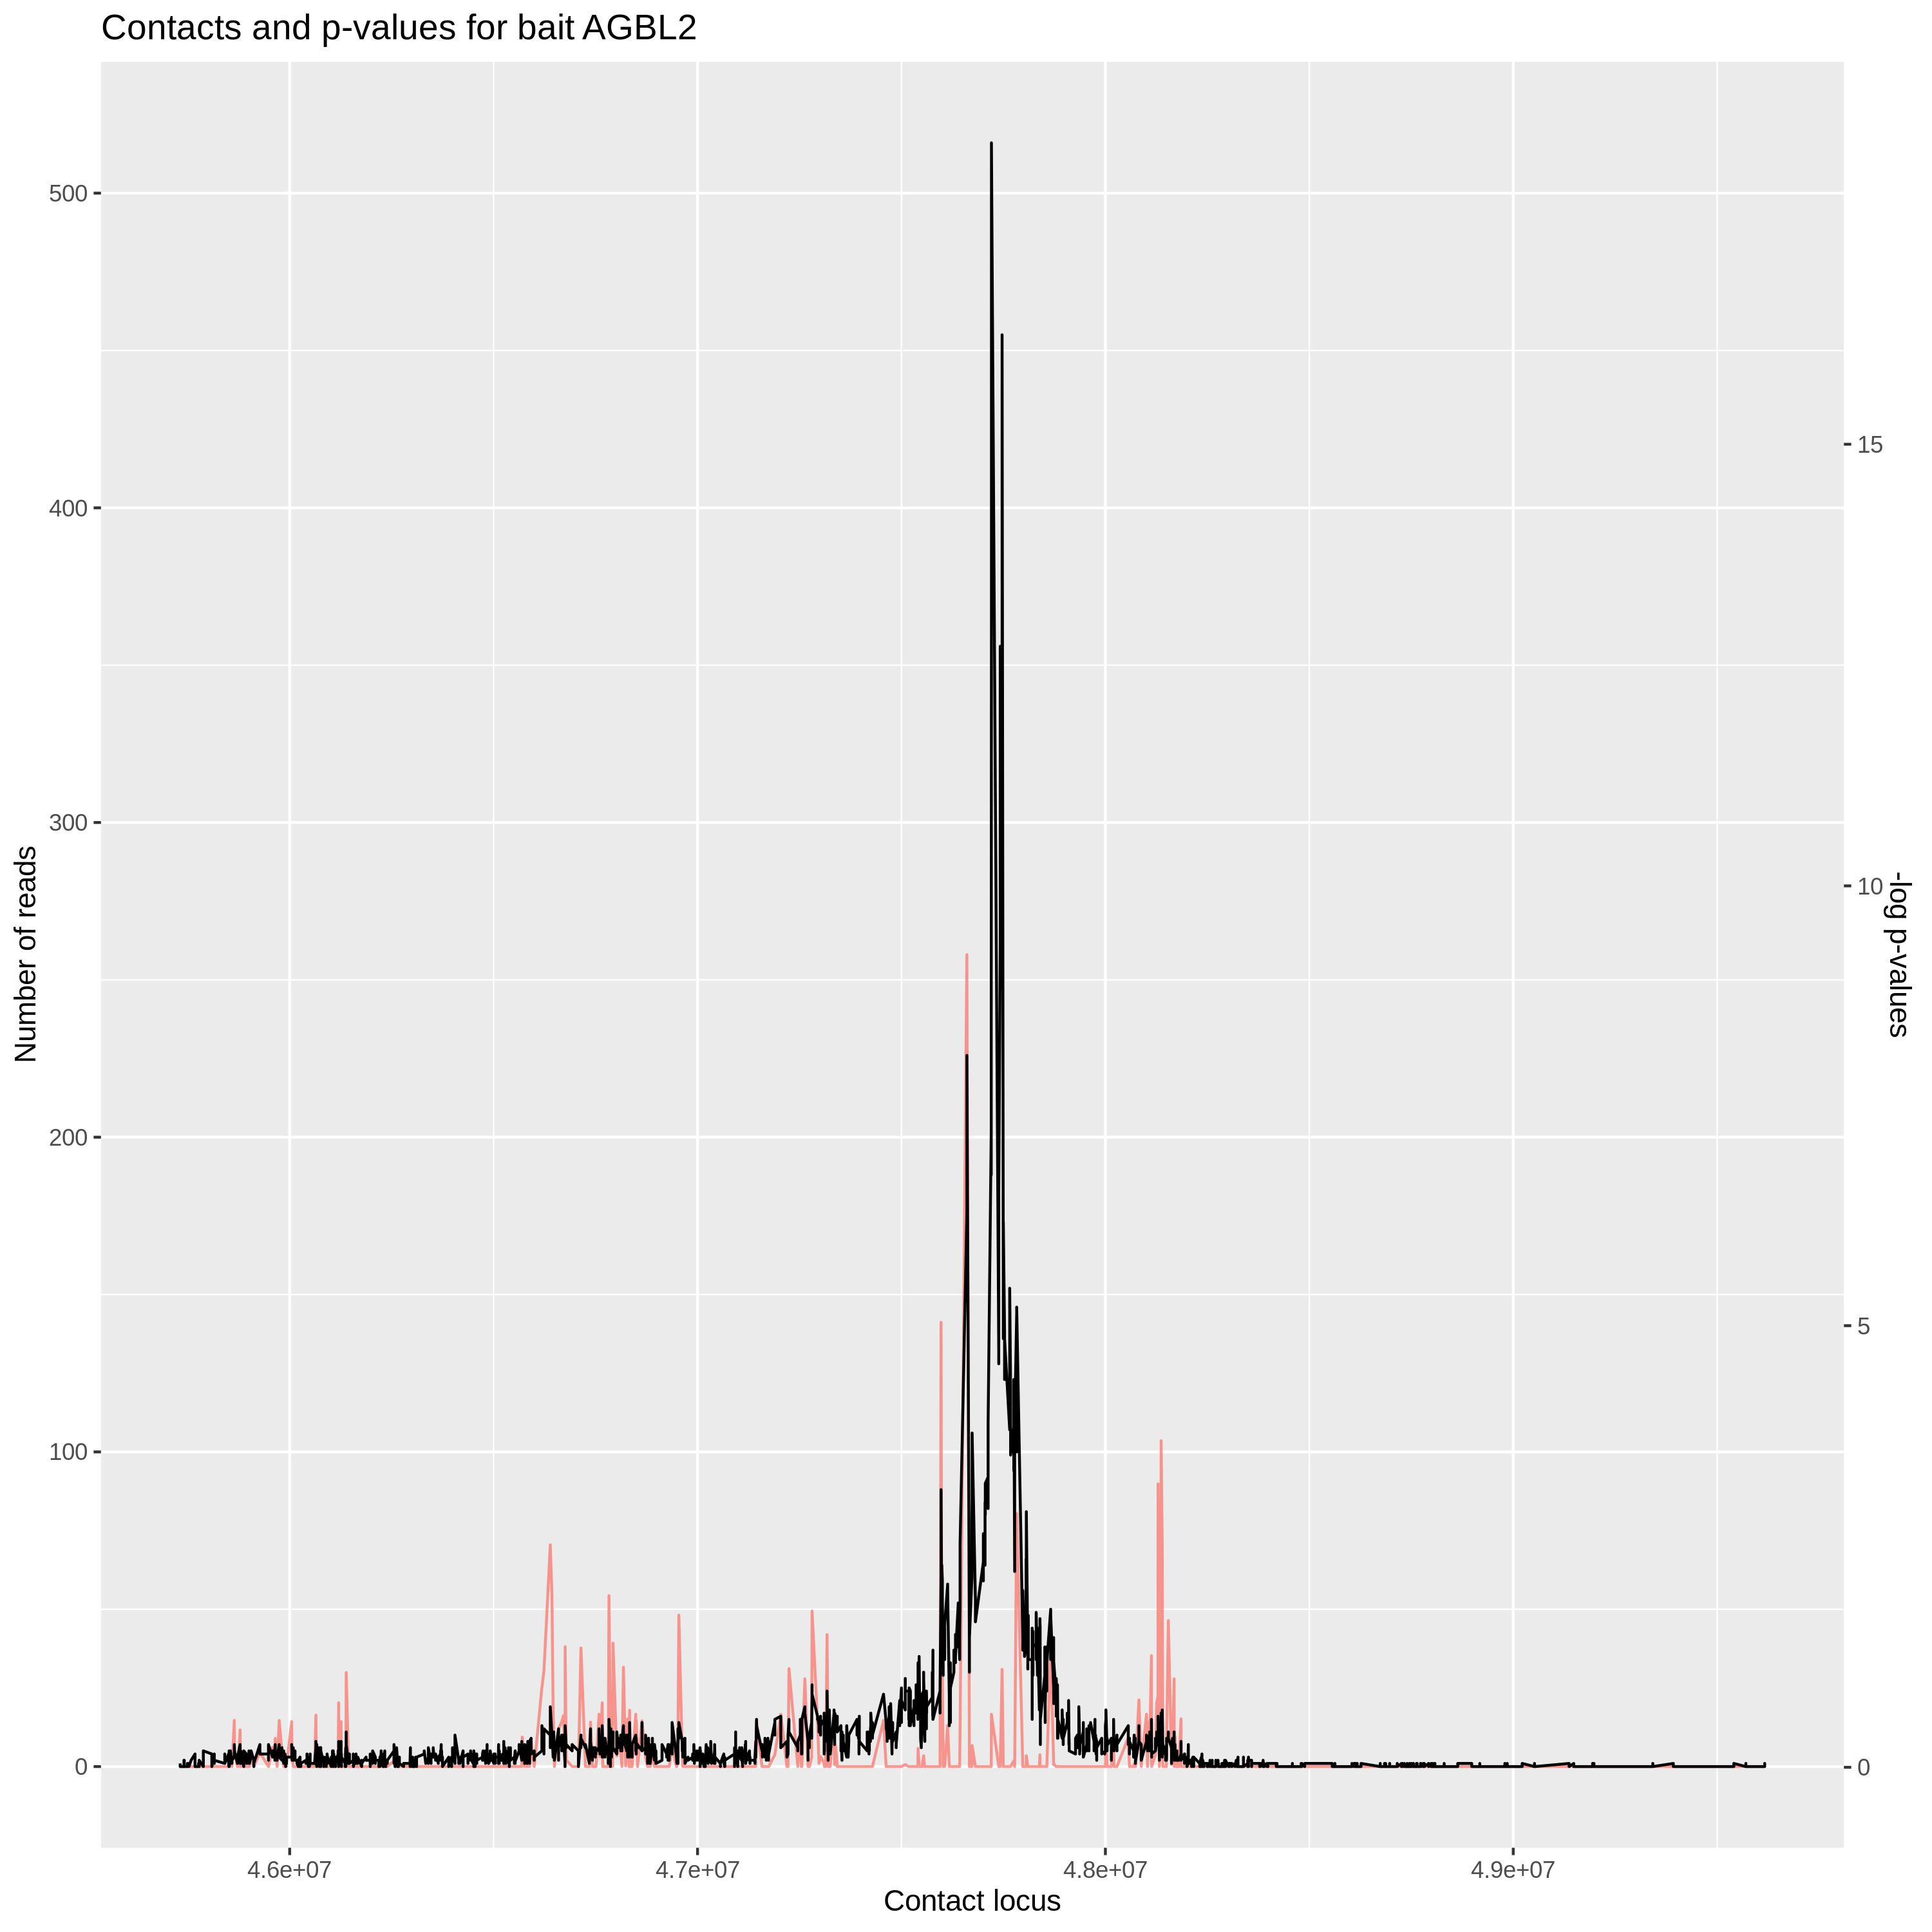 Contacts and p-values for bait AGBL2
500
400
300
200
100
0
Number of reads
15
10
5
0
-log p-values
4.6e+07
4.7e+07
4.8e+07
4.9e+07
Contact locus